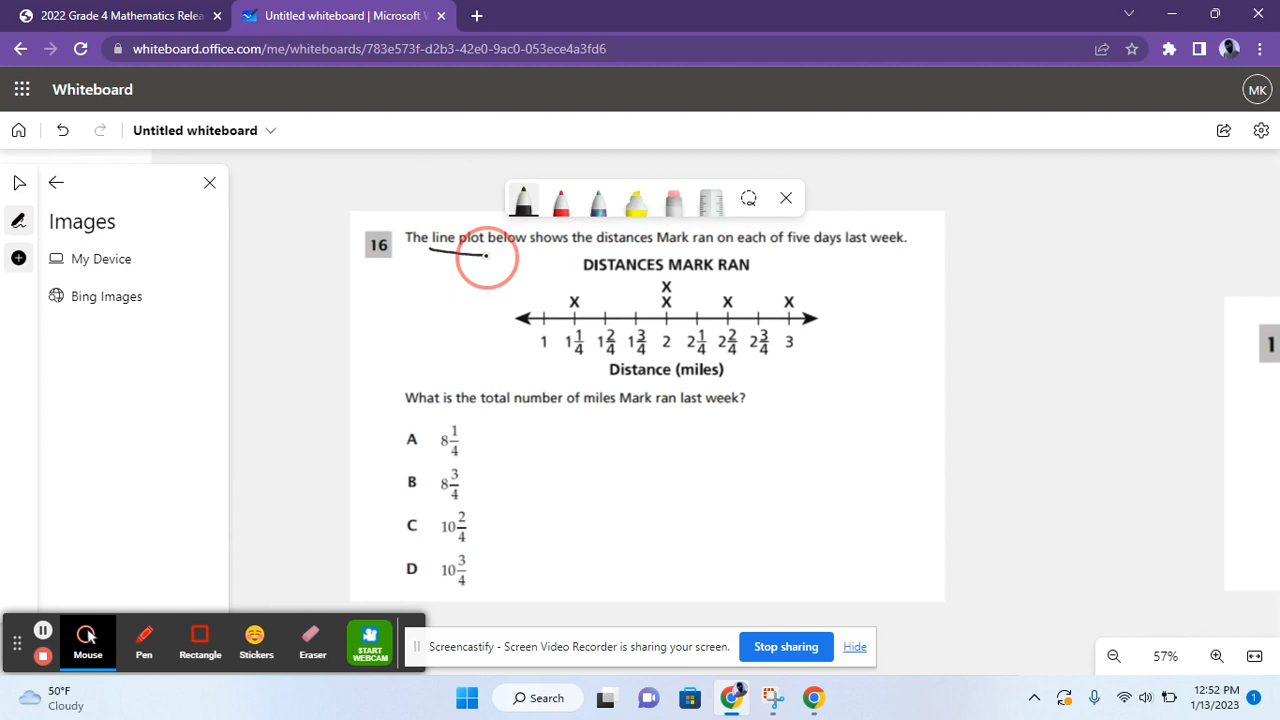 2022 Grade 4 Mathematics Relea
Untitled whiteboard | Microsoft V
whiteboard.office.com/me/whiteboards/783e573f-d2b3-42e0-9ac0-053ece4a3fd6
Whiteboard
MK
Untitled whiteboard
Images
My Device
Bing Images
16 The line plot below shows the distances Mark ran on each of five days last week.
DISTANCES MARK RAN
X
X X X X
1 1 1/4 1 2/4 1 3/4 2 2 1/4 2 2/4 2 3/4 3
Distance (miles)
What is the total number of miles Mark ran last week?
A 8 1/4
B 8 3/4
C 10 2/4
D 10 3/4
1
Mouse Pen Rectangle Stickers Eraser START WEBCAM
Screencastify - Screen Video Recorder is sharing your screen. Stop sharing Hide
57%
50°F
Cloudy
Search
12:52 PM
1/13/2023
1